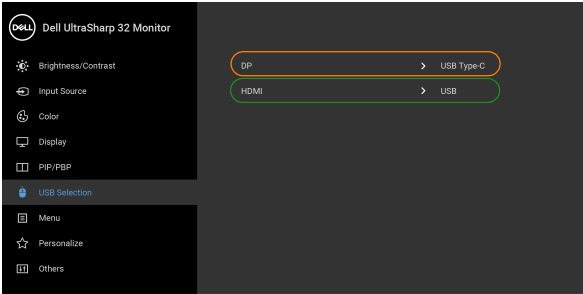 DELL
Dell UltraSharp 32 Monitor
Brightness/Contrast
Input Source
Color
Display
PIP/PBP
USB Selection
Menu
Personalize
Others
DP > USB Type-C
HDMI > USB